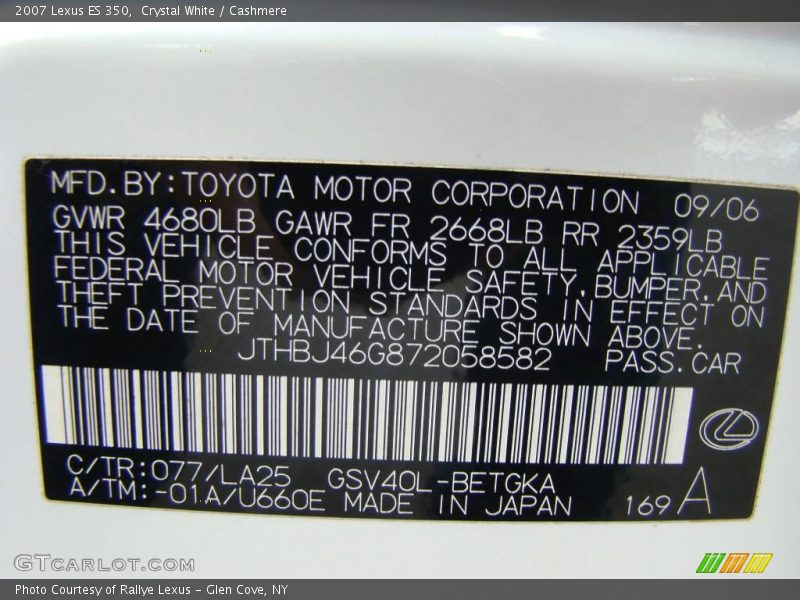 2007 Lexus ES 350, Crystal White / Cashmere
MFD.BY:TOYOTA MOTOR CORPORATION 09/06
GVWR 4680LB GAWR FR 2668LB RR 2359LB
THIS VEHICLE CONFORMS TO ALL APPLICABLE
FEDERAL MOTOR VEHICLE SAFETY,BUMPER,AND
THEFT PREVENTION STANDARDS IN EFFECT ON
THE DATE OF MANUFACTURE SHOWN ABOVE.
JTHBJ46G872058582 PASS.CAR
C/TR:077/LA25 GSV40L-BETGKA
A/TM:-01A/U660E MADE IN JAPAN 169 A
GTCARLOT.COM
Photo Courtesy of Rallye Lexus - Glen Cove, NY